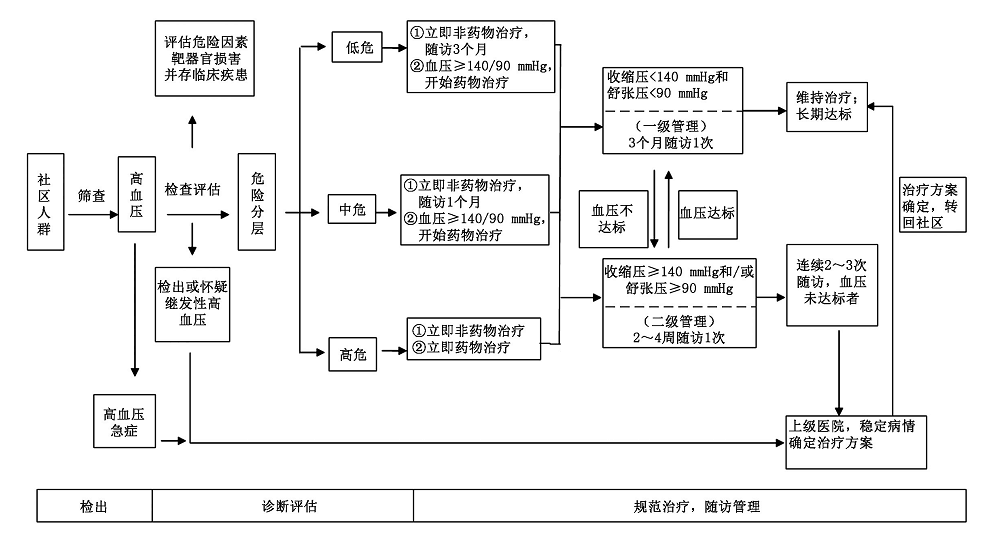 社
区
人
群
筛查
高
血
压
评估危险因素
靶器官损害
并存临床疾患
检查评估
检出或怀疑
继发性高
血压
高血压
急症
危
险
分
层
低危
①立即非药物治疗，
随访3个月
②血压≥140/90 mmHg，
开始药物治疗
中危
①立即非药物治疗，
随访1个月
②血压≥140/90 mmHg，
开始药物治疗
高危
①立即非药物治疗
②立即药物治疗
收缩压<140 mmHg和
舒张压<90 mmHg
（一级管理）
3个月随访1次
血压不
达标
血压达标
收缩压≥140 mmHg和/或
舒张压≥90 mmHg
（二级管理）
2～4周随访1次
维持治疗；
长期达标
治疗方案
确定，转
回社区
连续2～3次
随访，血压
未达标者
上级医院，稳定病情
确定治疗方案
检出
诊断评估
规范治疗，随访管理